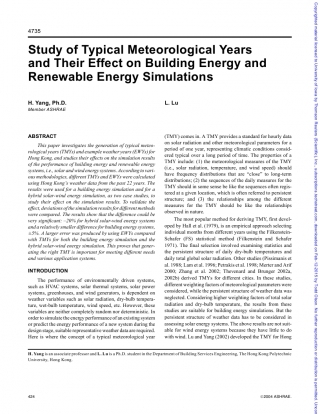 4735
Study of Typical Meteorological Years
and Their Effect on Building Energy and
Renewable Energy Simulations
H. Yang, Ph.D.
Member ASHRAE
L. Lu
ABSTRACT
This paper investigates the generation of typical meteo-
rological years (TMYs) and example weather years (EWYs) for
Hong Kong, and studies their effects on the simulation results
of the performance of building energy and renewable energy
systems, i.e., solar and wind energy systems. According to vari-
ous methodologies, different TMYs and EWYs were calculated
using Hong Kong's weather data from the past 22 years. The
results were used for a building energy simulation and for a
hybrid solar-wind energy simulation, as two case studies, to
study their effect on the simulation results. To validate the
effect, deviations of the simulation results for different methods
were compared. The results show that the difference could be
very significant: –20% for the hybrid solar-wind energy systems
and a relatively smaller difference for building energy systems,
±5%. A larger error was produced by using EWYs compared
with TMYs for both the building energy simulation and the
hybrid solar-wind energy simulation. This proves that gener-
ating the right TMY is important for meeting different needs
and various application systems.
INTRODUCTION
The performance of environmentally driven systems,
such as HVAC systems, solar thermal systems, solar power
systems, greenhouses, and wind generators, is dependent on
weather variables such as solar radiation, dry-bulb tempera-
ture, wet-bulb temperature, wind speed, etc. However, these
variables are neither completely random nor deterministic. In
order to simulate the energy performance of an existing system
or predict the energy performance of a new system during the
design stage, suitable representative weather data are required.
Here is where the concept of a typical meteorological year
(TMY) comes in. A TMY provides a standard for hourly data
on solar radiation and other meteorological parameters for a
period of one year, representing climatic conditions consid-
ered typical over a long period of time. The properties of a
TMY include: (1) the meteorological measures of the TMY
(i.e., solar radiation, temperature, and wind speed) should
have frequency distributions that are "close" to long-term
distributions; (2) the sequences of the daily measures for the
TMY should in some sense be like the sequences often regis-
tered at a given location, which is often referred to persistent
structure; and (3) the relationships among the different
measures for the TMY should be like the relationships
observed in nature.
The most popular method for deriving TMY, first devel-
oped by Hall et al. (1979), is an empirical approach selecting
individual months from different years using the Filkenstein-
Schafer (FS) statistical method (Filkenstein and Schafer
1971). The final selection involved examining statistics and
the persistent structure of daily dry-bulb temperature and
daily total global solar radiation. Other studies (Pissimanis et
al. 1988; Lam et al. 1996; Petrakis et al. 1998; Marion and
2000; Zhang et al. 2002; Thevenard and Brunger 2002a,
2002b) derived TMYs for different cities. In these studies,
different weighting factors of meteorological parameters were
considered, while the persistent structure of weather data was
neglected. Considering higher weighting factors of total solar
radiation and dry-bulb temperature, the results from these
studies are suitable for building energy simulations. But the
persistent structure of weather data has to be considered in
assessing solar energy systems. The above results are not suit-
able for wind energy systems because they have little to do
with wind. Lu and Yang (2002) developed the TMY for Hong
H. Yang is an associate professor and L. Lu is a Ph.D. student in the Department of Building Services Engineering, The Hong Kong Polytechnic
University, Hong Kong.
424
©2004 ASHRAE.